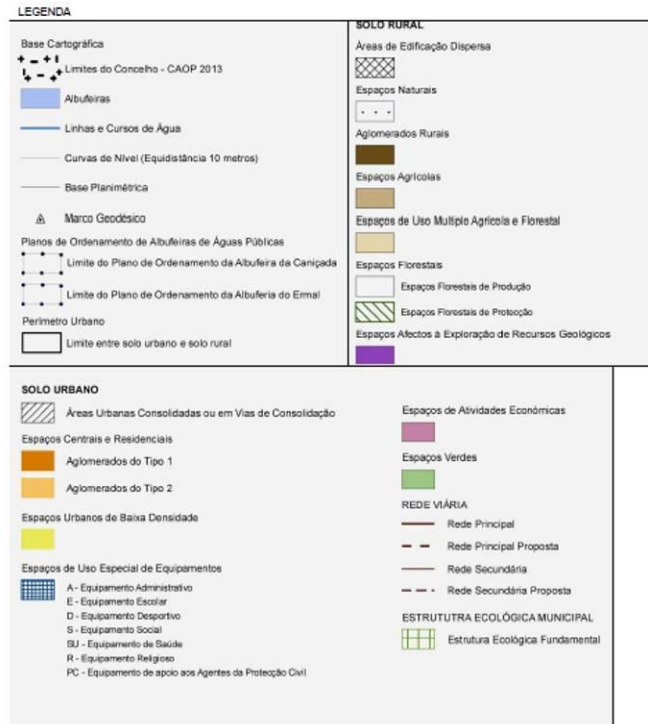 LEGENDA
Base Cartográfica
Limites do Concelho - CAOP 2013
Albufeiras
Linhas e Cursos de Água
Curvas de Nível (Equidistância 10 metros)
Base Planimétrica
Marco Geodésico
Planos de Ordenamento de Albufeiras de Águas Públicas
Limite do Plano de Ordenamento da Albufeira da Caniçada
Limite do Plano de Ordenamento da Albuferia do Ermal
Perímetro Urbano
Limite entre solo urbano e solo rural
SOLO RURAL
Áreas de Edificação Dispersa
Espaços Naturais
Aglomerados Rurais
Espaços Agrícolas
Espaços de Uso Multiplo Agrícola e Florestal
Espaços Florestais
Espaços Florestais de Produção
Espaços Florestais de Protecção
Espaços Afectos à Exploração de Recursos Geológicos
SOLO URBANO
Áreas Urbanas Consolidadas ou em Vias de Consolidação
Espaços Centrais e Residenciais
Aglomerados do Tipo 1
Aglomerados do Tipo 2
Espaços Urbanos de Baixa Densidade
Espaços de Uso Especial de Equipamentos
A - Equipamento Administrativo
E - Equipamento Escolar
D - Equipamento Desportivo
S - Equipamento Social
SU - Equipamento de Saúde
R - Equipamento Religioso
PC - Equipamento de apoio aos Agentes da Protecção Civil
Espaços de Atividades Económicas
Espaços Verdes
REDE VIÁRIA
Rede Principal
Rede Principal Proposta
Rede Secundária
Rede Secundária Proposta
ESTRUTUTRA ECOLÓGICA MUNICIPAL
Estrutura Ecológica Fundamental